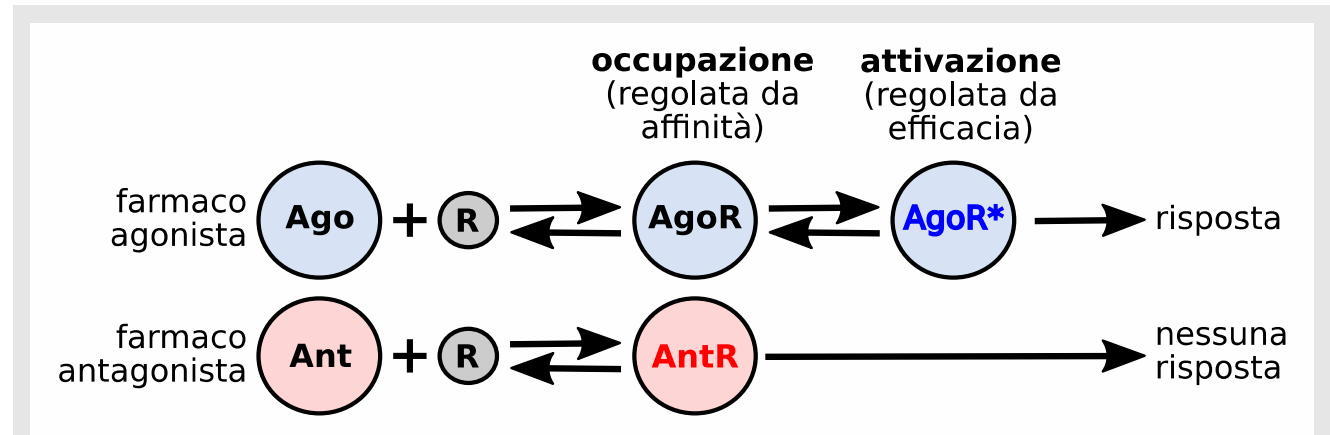 occupazione
(regolata da
affinità)
attivazione
(regolata da
efficacia)
farmaco
agonista
Ago + R
AgoR
AgoR*
risposta
farmaco
antagonista
Ant + R
AntR
nessuna
risposta